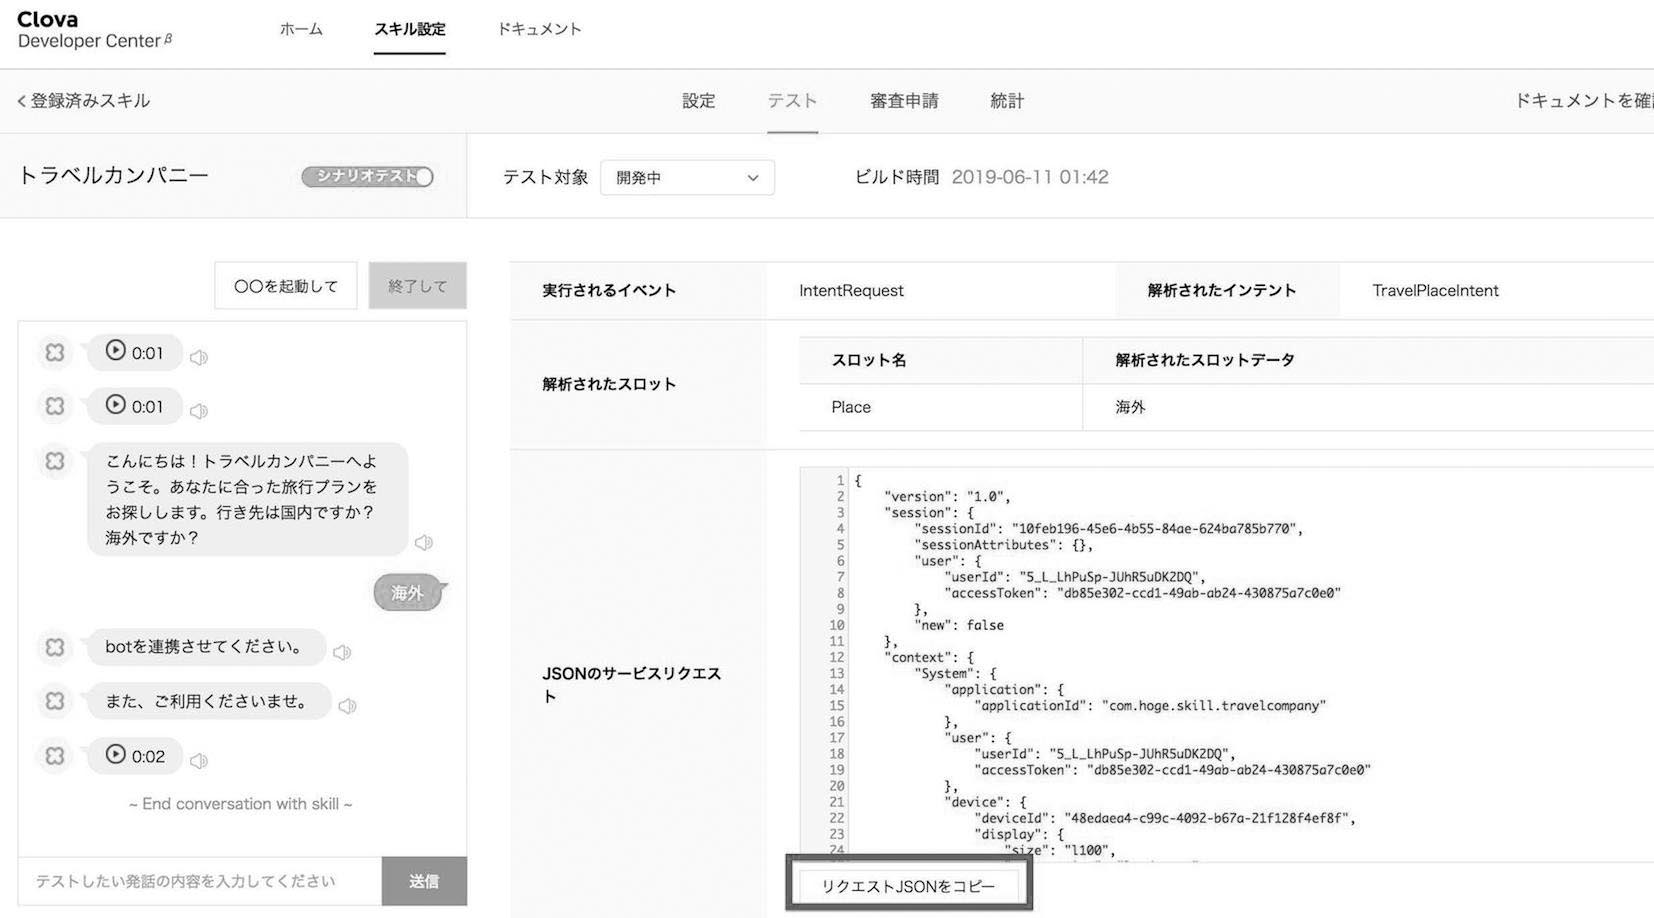 Clova
Developer Center β
ホーム
スキル設定
ドキュメント
登録済みスキル
設定
テスト
審査申請
統計
ドキュメントを確
トラベルカンパニー
シナリオテスト
テスト対象
開発中
ビルド時間 2019-06-11 01:42
〇〇を起動して
終了して
0:01
0:01
こんにちは！トラベルカンパニーへよ
うこそ。あなたに合った旅行プランを
お探しします。行き先は国内ですか？
海外ですか？
海外
botを連携させてください。
また、ご利用くださいませ。
0:02
~ End conversation with skill ~
テストしたい発話の内容を入力してください
送信
実行されるイベント
IntentRequest
解析されたインテント
TravelPlaceIntent
解析されたスロット
スロット名
解析されたスロットデータ
Place
海外
JSONのサービスリクエス
ト
1 {
2 "version": "1.0",
3 "session": {
4 "sessionId": "10feb196-45e6-4b55-84ae-624ba785b770",
5 "sessionAttributes": {},
6 "user": {
7 "userId": "5_L_LhPuSp-JUhR5uDK2DQ",
8 "accessToken": "db85e302-ccd1-49ab-ab24-430875a7c0e0"
9 },
10 "new": false
11 },
12 "context": {
13 "System": {
14 "application": {
15 "applicationId": "com.hoge.skill.travelcompany"
16 },
17 "user": {
18 "userId": "5_L_LhPuSp-JUhR5uDK2DQ",
19 "accessToken": "db85e302-ccd1-49ab-ab24-430875a7c0e0"
20 },
21 "device": {
22 "deviceId": "48edaea4-c99c-4092-b67a-21f128f4ef8f",
23 "display": {
24 "size": "l100",
リクエストJSONをコピー